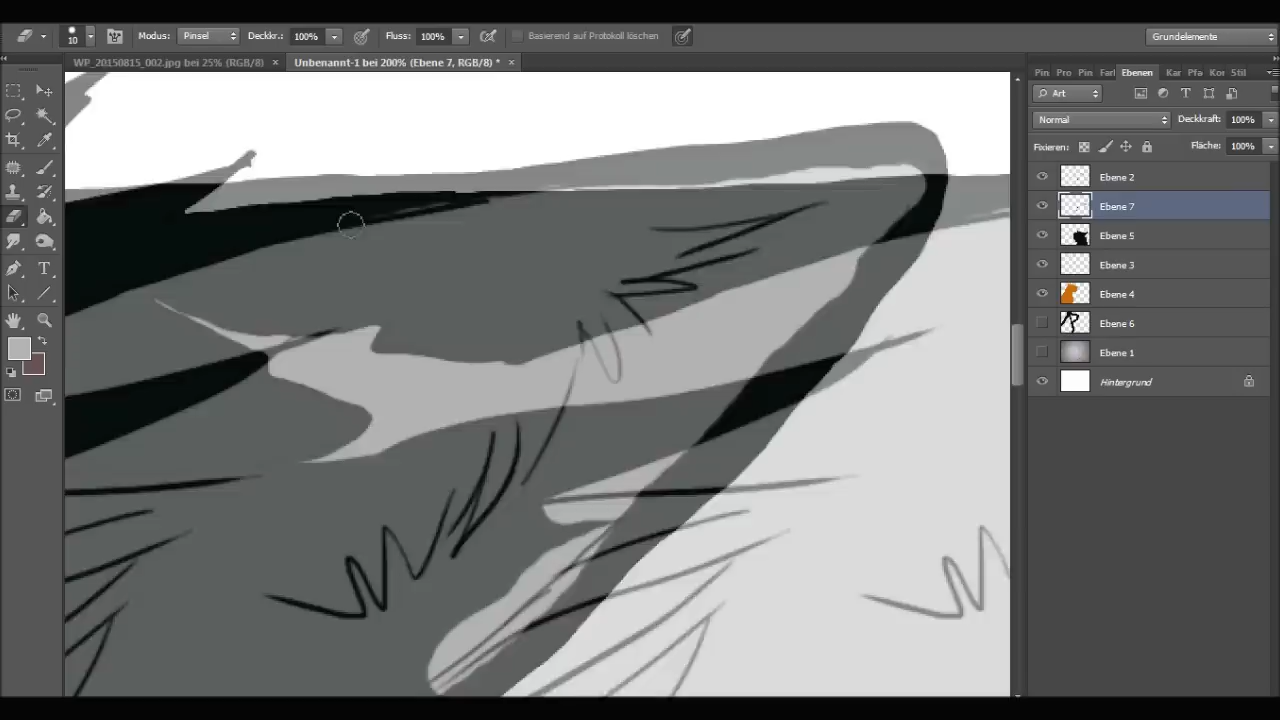 10 Modus: Pinsel Deckkr.: 100% Fluss: 100% Basierend auf Protokoll löschen Grundelemente
WP_20150815_002.jpg bei 25% (RGB/8) × Unbenannt-1 bei 200% (Ebene 7, RGB/8) * ×
Pin Pro Pin Farl Ebenen Kar Pfa Kor Stil
Art
Normal Deckkraft: 100%
Fixieren: Fläche: 100%
Ebene 2
Ebene 7
Ebene 5
Ebene 3
Ebene 4
Ebene 6
Ebene 1
Hintergrund